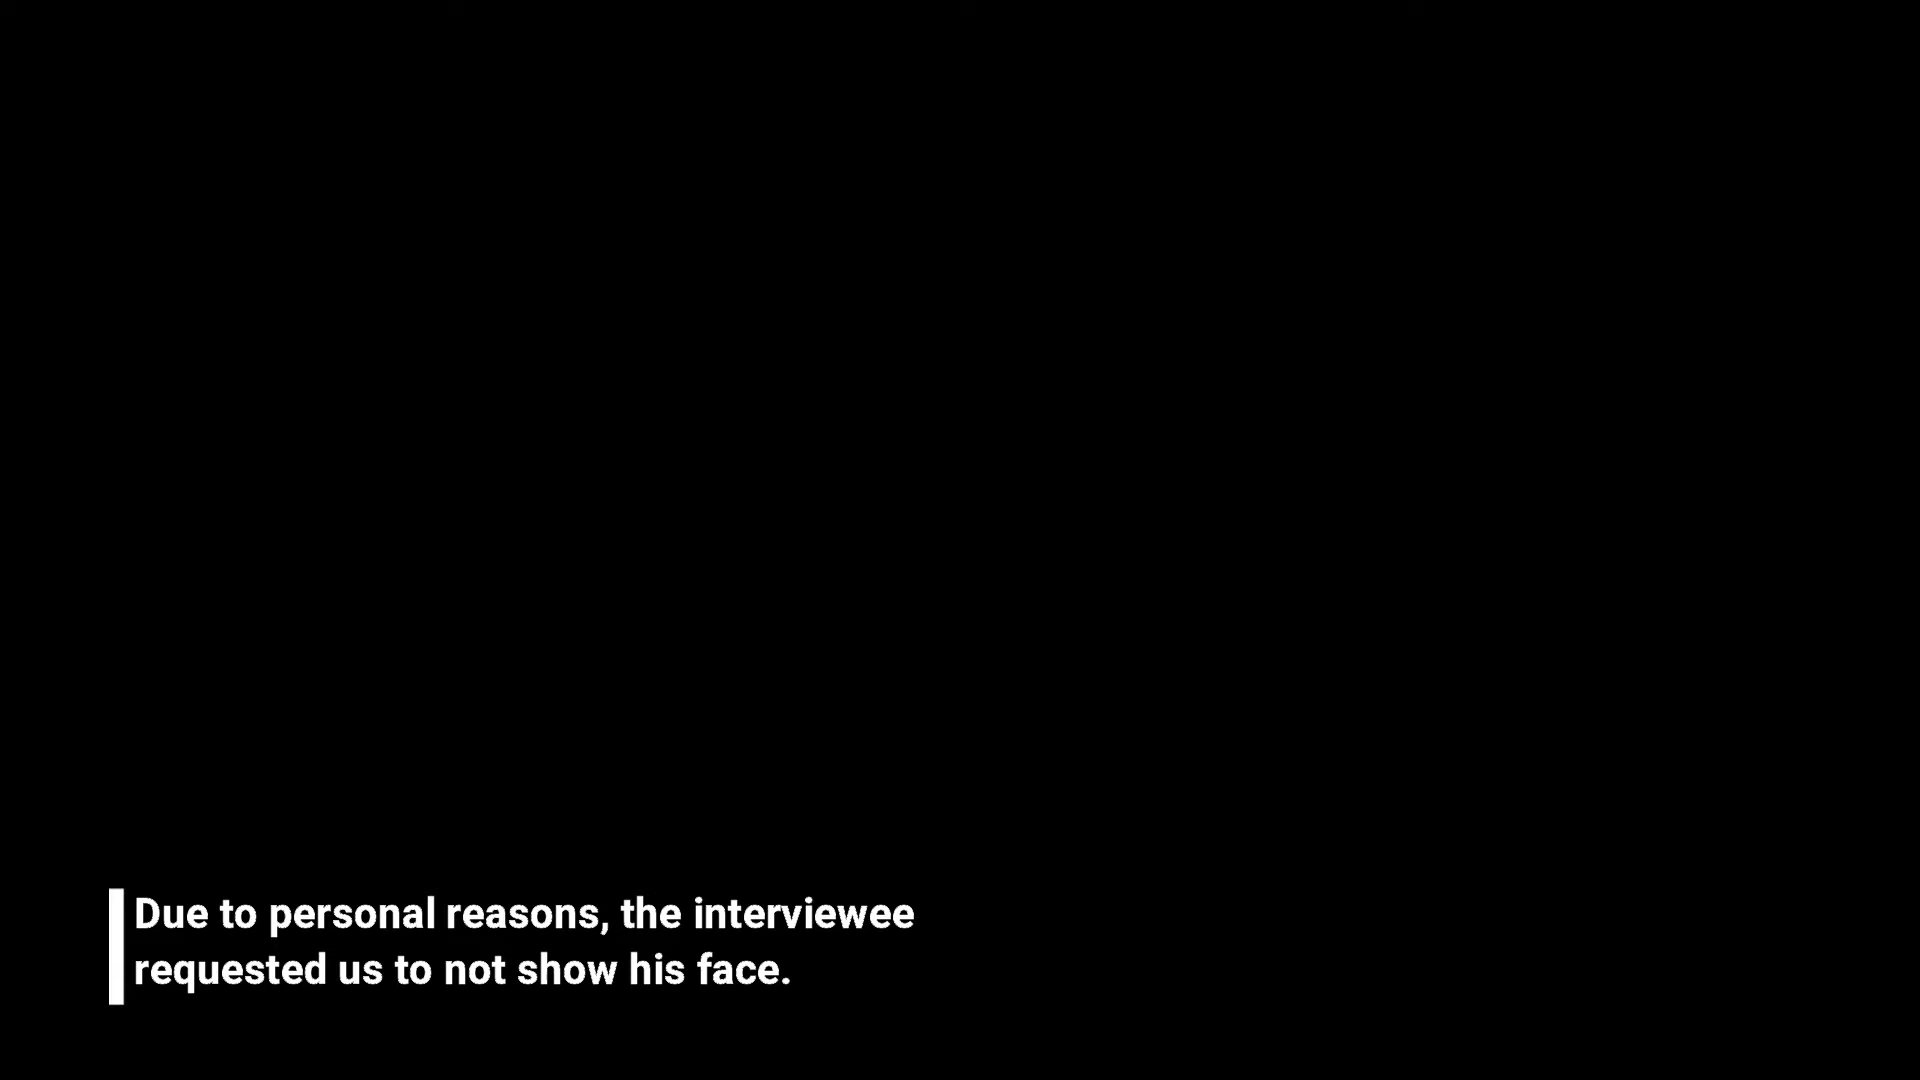 Due to personal reasons, the interviewee
requested us to not show his face.